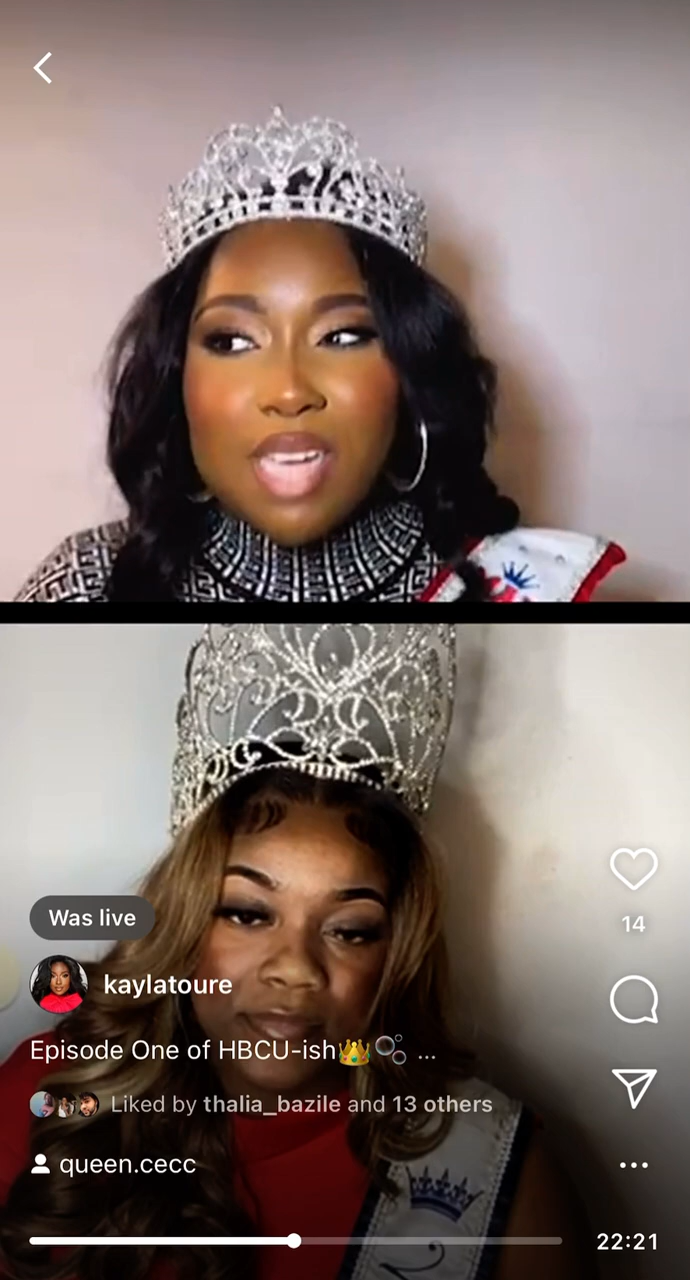 Was live
kaylatoure
Episode One of HBCU-ish👑🫧 ...
Liked by thalia_bazile and 13 others
queen.cecc
14
22:21